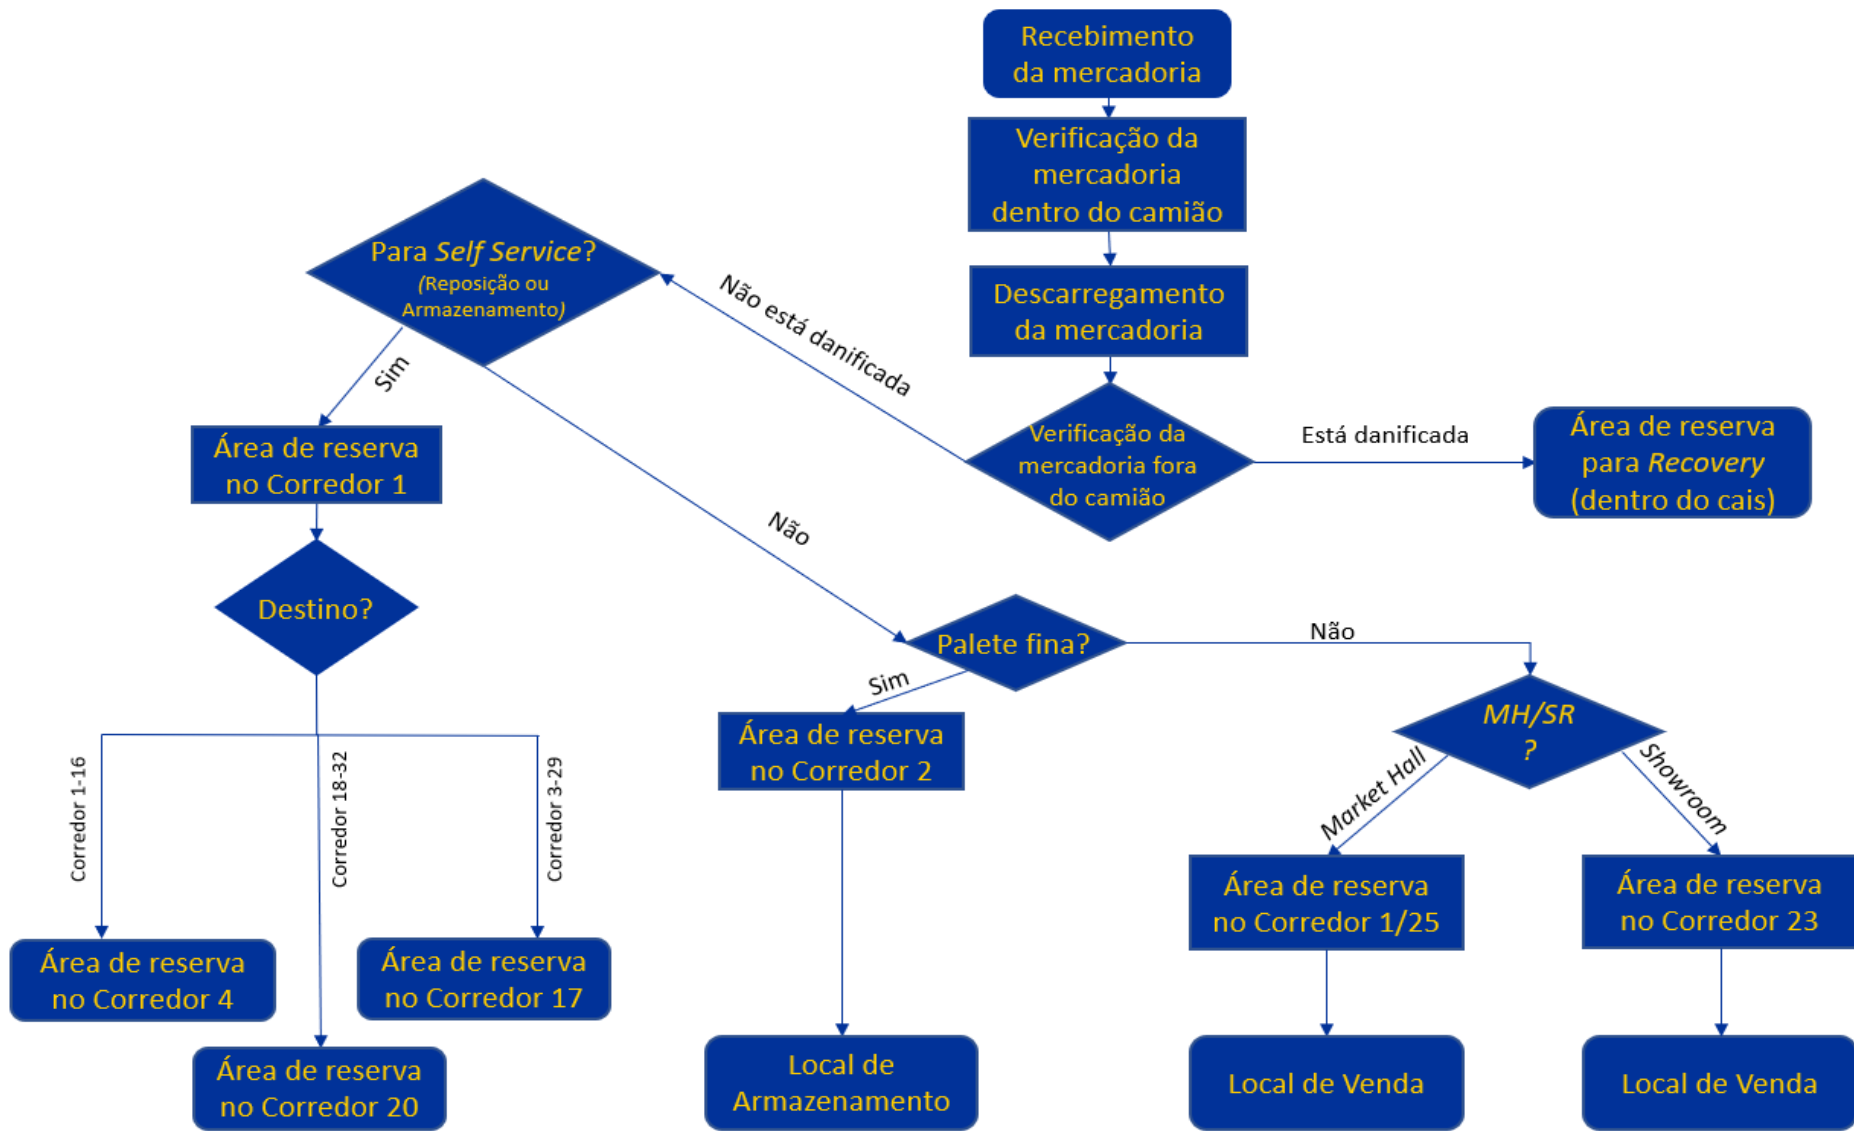 Recebimento
da mercadoria
Verificação da
mercadoria
dentro do camião
Descarregamento
da mercadoria
Verificação da
mercadoria fora
do camião
Está danificada
Área de reserva
para Recovery
(dentro do cais)
Não está danificada
Para Self Service?
(Reposição ou
Armazenamento)
Sim
Área de reserva
no Corredor 1
Destino?
Corredor 1-16
Corredor 18-32
Corredor 3-29
Área de reserva
no Corredor 4
Área de reserva
no Corredor 20
Área de reserva
no Corredor 17
Não
Palete fina?
Sim
Área de reserva
no Corredor 2
Local de
Armazenamento
Não
MH/SR
?
Market Hall
Showroom
Área de reserva
no Corredor 1/25
Local de Venda
Área de reserva
no Corredor 23
Local de Venda